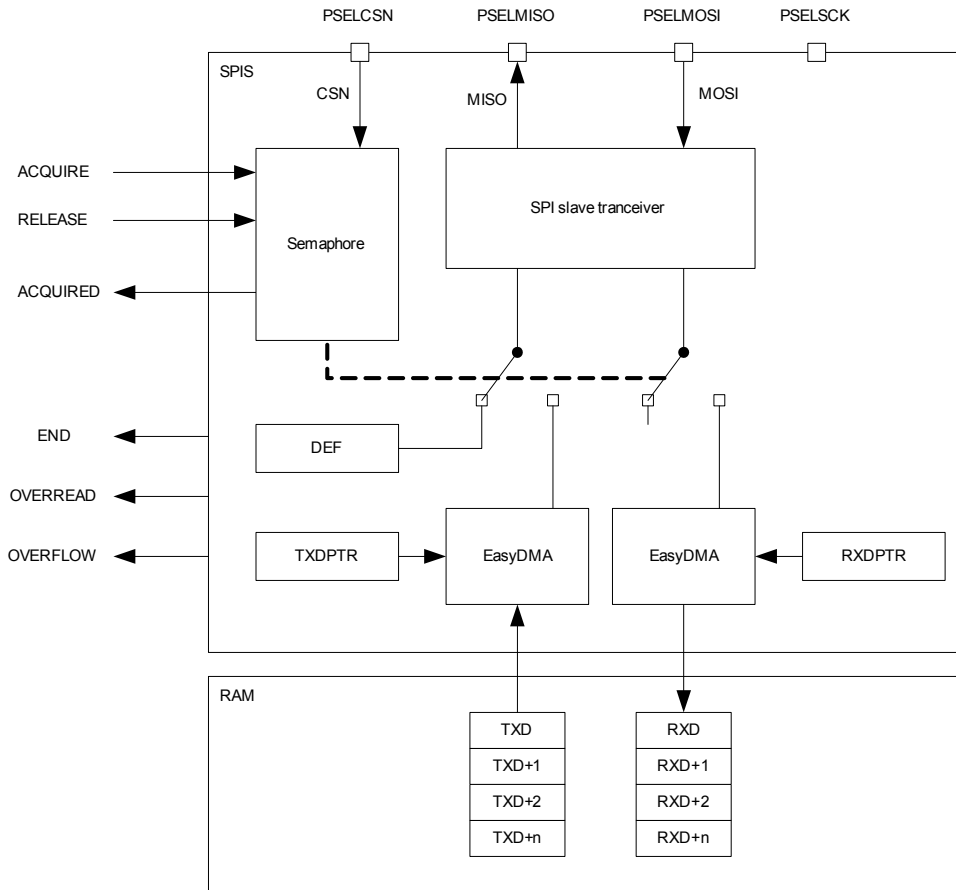 PSELCSN PSELMISO PSELMOSI PSELSCK
SPIS
CSN MISO MOSI
ACQUIRE
RELEASE
ACQUIRED
Semaphore
SPI slave tranceiver
END
OVERREAD
OVERFLOW
DEF
TXDPTR EasyDMA EasyDMA RXDPTR
RAM
TXD RXD
TXD+1 RXD+1
TXD+2 RXD+2
TXD+n RXD+n